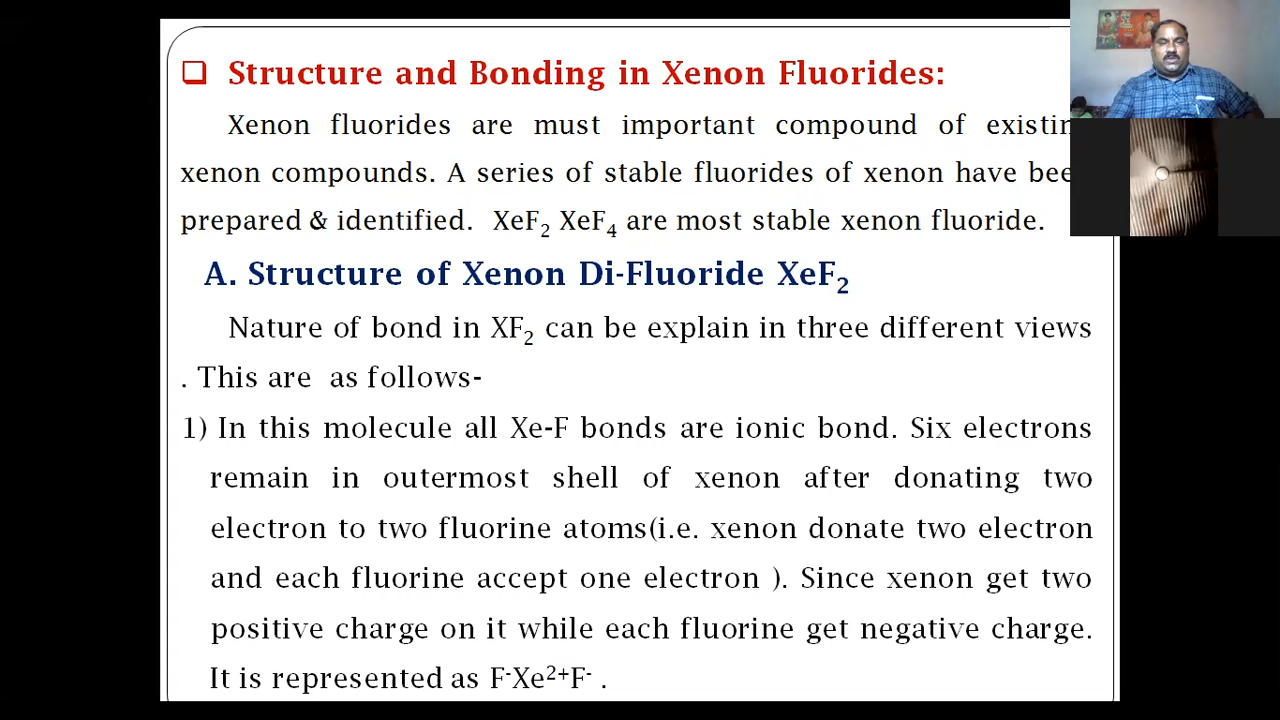 ❑ Structure and Bonding in Xenon Fluorides:
Xenon fluorides are must important compound of existin
xenon compounds. A series of stable fluorides of xenon have bee
prepared & identified. XeF₂ XeF₄ are most stable xenon fluoride.
A. Structure of Xenon Di-Fluoride XeF₂
Nature of bond in XF₂ can be explain in three different views
. This are as follows-
1) In this molecule all Xe-F bonds are ionic bond. Six electrons
remain in outermost shell of xenon after donating two
electron to two fluorine atoms(i.e. xenon donate two electron
and each fluorine accept one electron ). Since xenon get two
positive charge on it while each fluorine get negative charge.
It is represented as F⁻Xe²⁺F⁻ .